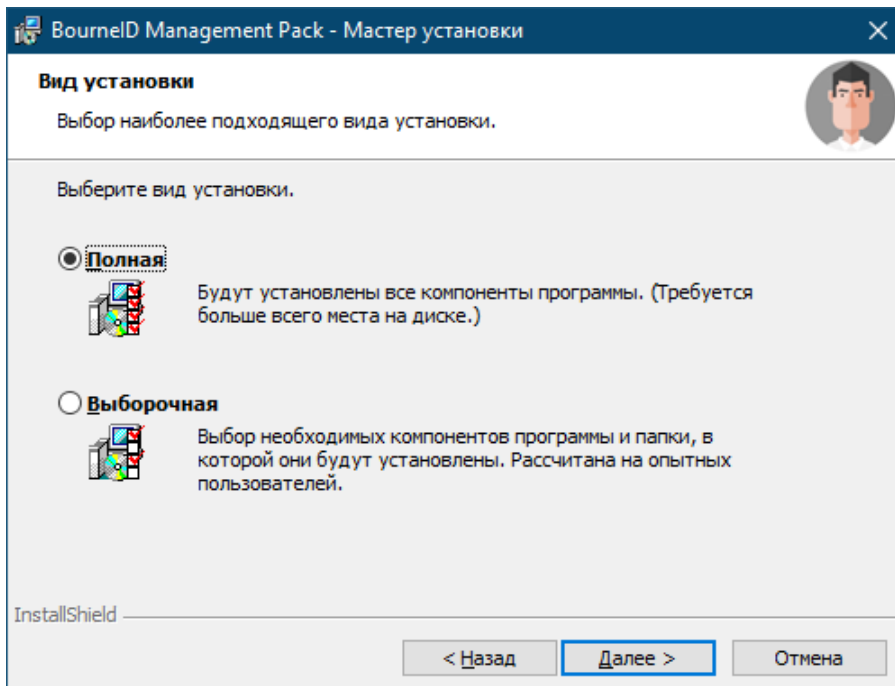 BourneID Management Pack - Мастер установки
Вид установки
Выбор наиболее подходящего вида установки.
Выберите вид установки.
Полная
Будут установлены все компоненты программы. (Требуется
больше всего места на диске.)
Выборочная
Выбор необходимых компонентов программы и папки, в
которой они будут установлены. Рассчитана на опытных
пользователей.
InstallShield
< Назад Далее > Отмена